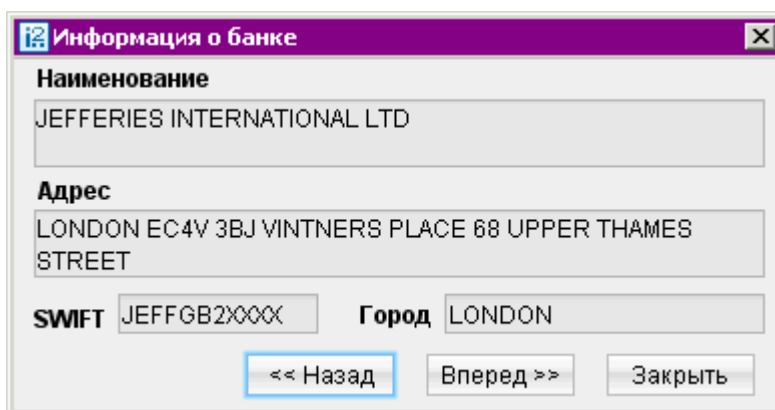 Информация о банке
Наименование
JEFFERIES INTERNATIONAL LTD
Адрес
LONDON EC4V 3BJ VINTNERS PLACE 68 UPPER THAMES
STREET
SWIFT JEFFGB2XXXX Город LONDON
<< Назад Вперед >> Закрыть